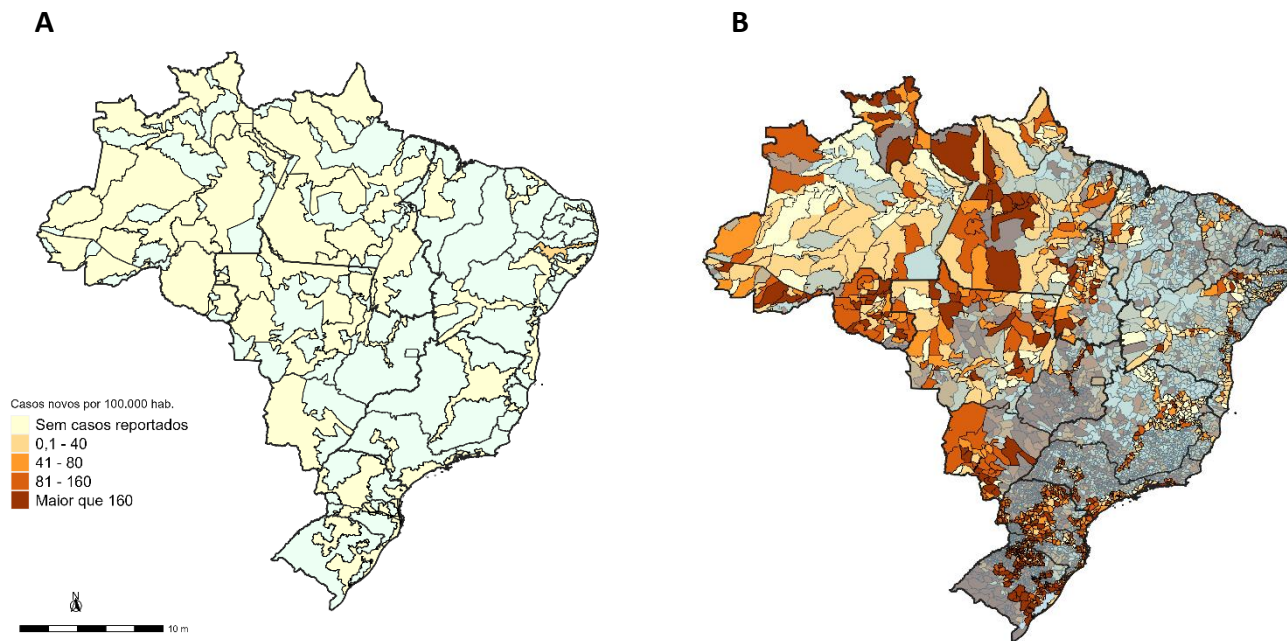 A
B
Casos novos por 100.000 hab.
Sem casos reportados
0,1 - 40
41 - 80
81 - 160
Maior que 160
N
10 m